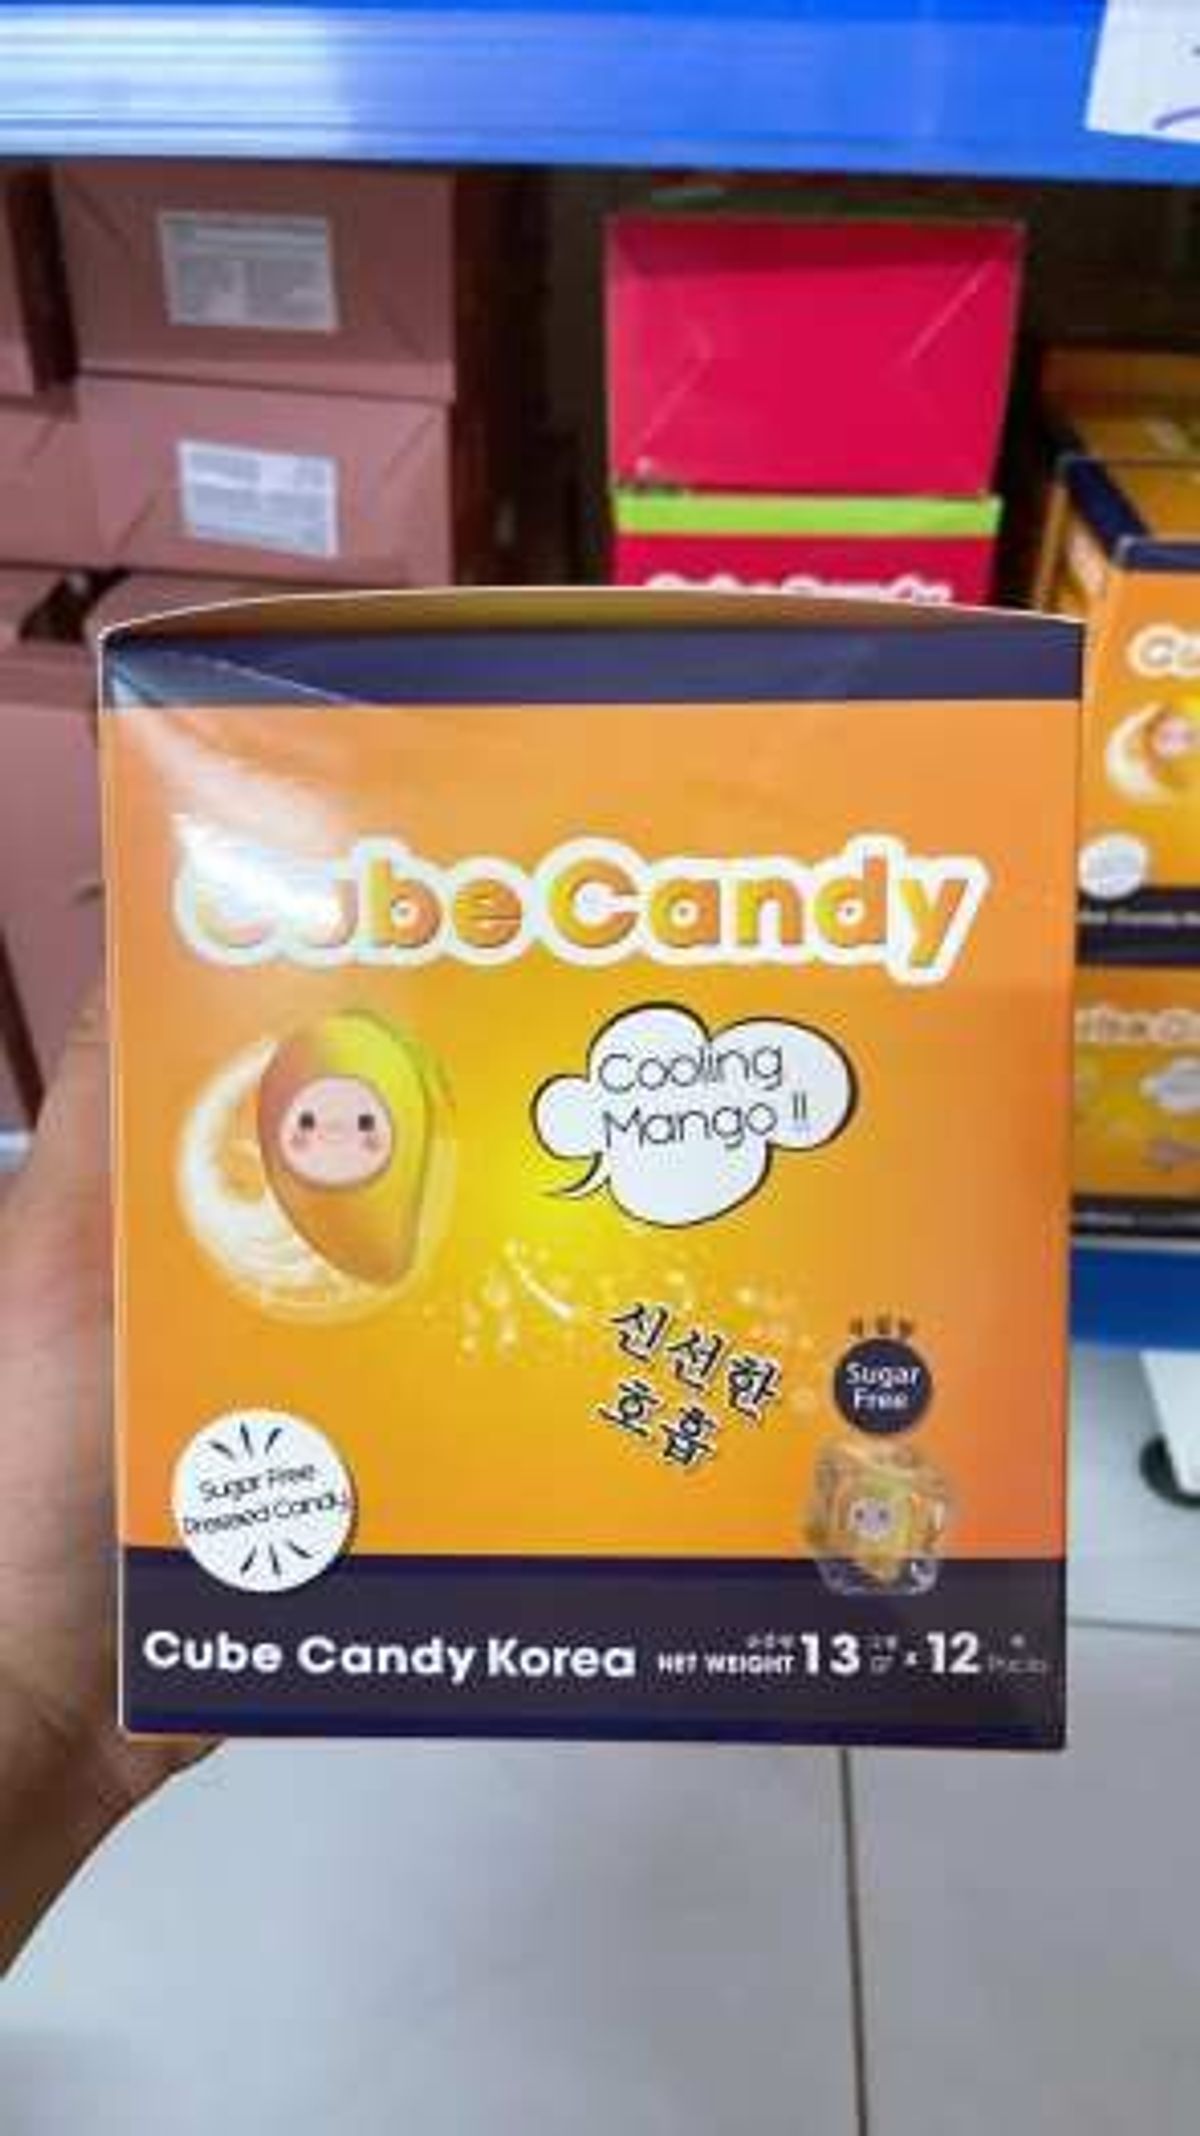 Cube Candy
Cooling
Mango !!
신선한
호흡
Sugar
Free
Sugar Free
Dressed Candy
Cube Candy Korea NET WEIGHT 13 x 12